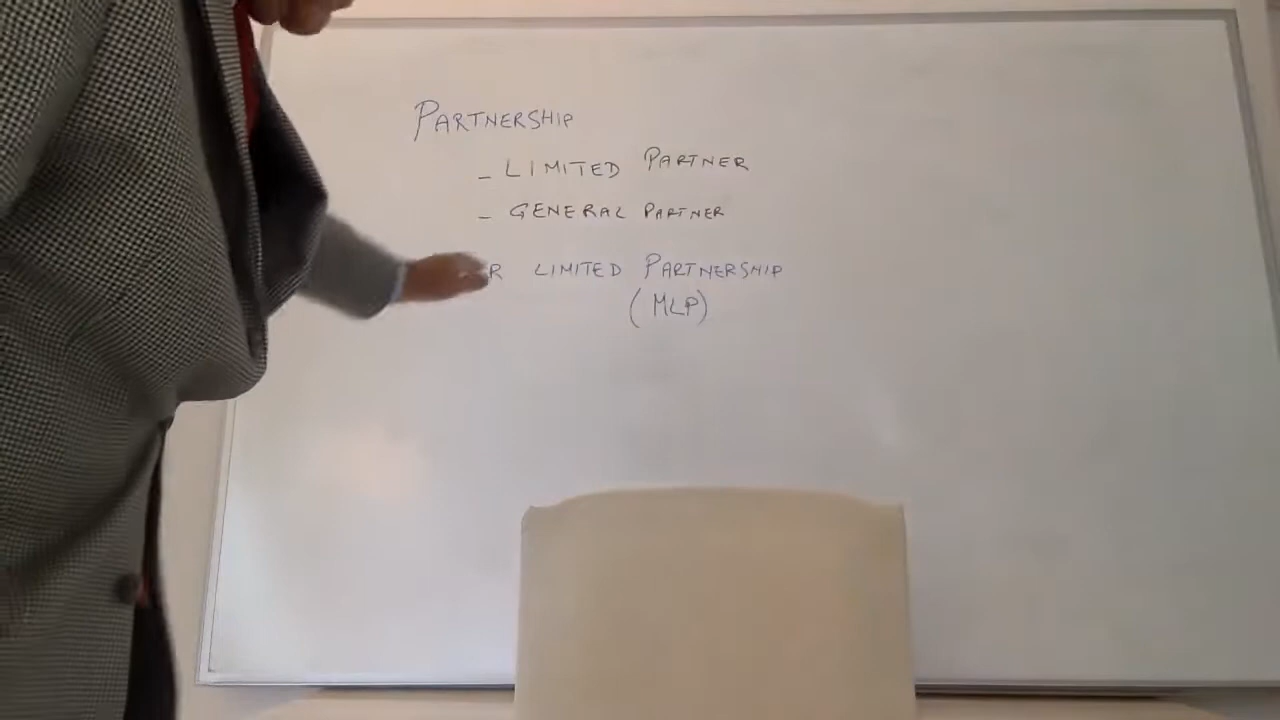 PARTNERSHIP
- LIMITED PARTNER
- GENERAL PARTNER
LIMITED PARTNERSHIP
(MLP)